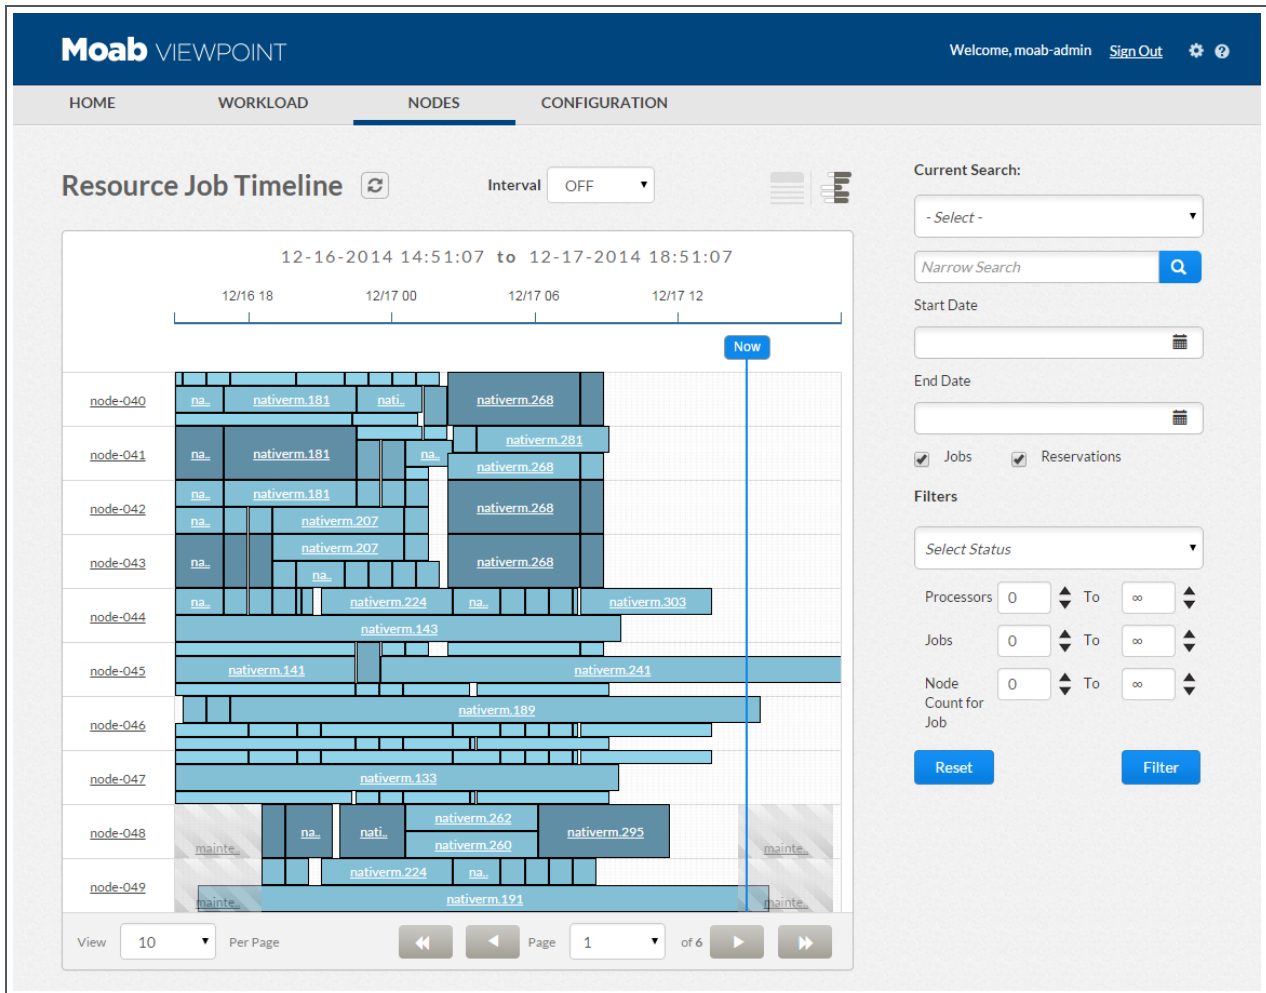 Moab VIEWPOINT
Welcome, moab-admin Sign Out
HOME WORKLOAD NODES CONFIGURATION
Resource Job Timeline
Interval OFF
12-16-2014 14:51:07 to 12-17-2014 18:51:07
12/16 18 12/17 00 12/17 06 12/17 12
Now
node-040 na.. nativerm.181 nati.. nativerm.268
nativerm.281
node-041 na.. nativerm.181 na..
nativerm.268
na.. nativerm.181
node-042 nativerm.268
na.. nativerm.207
nativerm.207
node-043 na.. nativerm.268
na..
na.. nativerm.224 na.. nativerm.303
node-044
nativerm.143
node-045 nativerm.141 nativerm.241
nativerm.189
node-046
node-047 nativerm.133
nativerm.262
node-048 na.. nati.. nativerm.295
mainte.. nativerm.260 mainte..
nativerm.224 na..
node-049
mainte.. nativerm.191 mainte..
View 10 Per Page Page 1 of 6
Current Search:
- Select -
Narrow Search
Start Date
End Date
Jobs Reservations
Filters
Select Status
Processors 0 To ∞
Jobs 0 To ∞
Node 0 To ∞
Count for
Job
Reset Filter